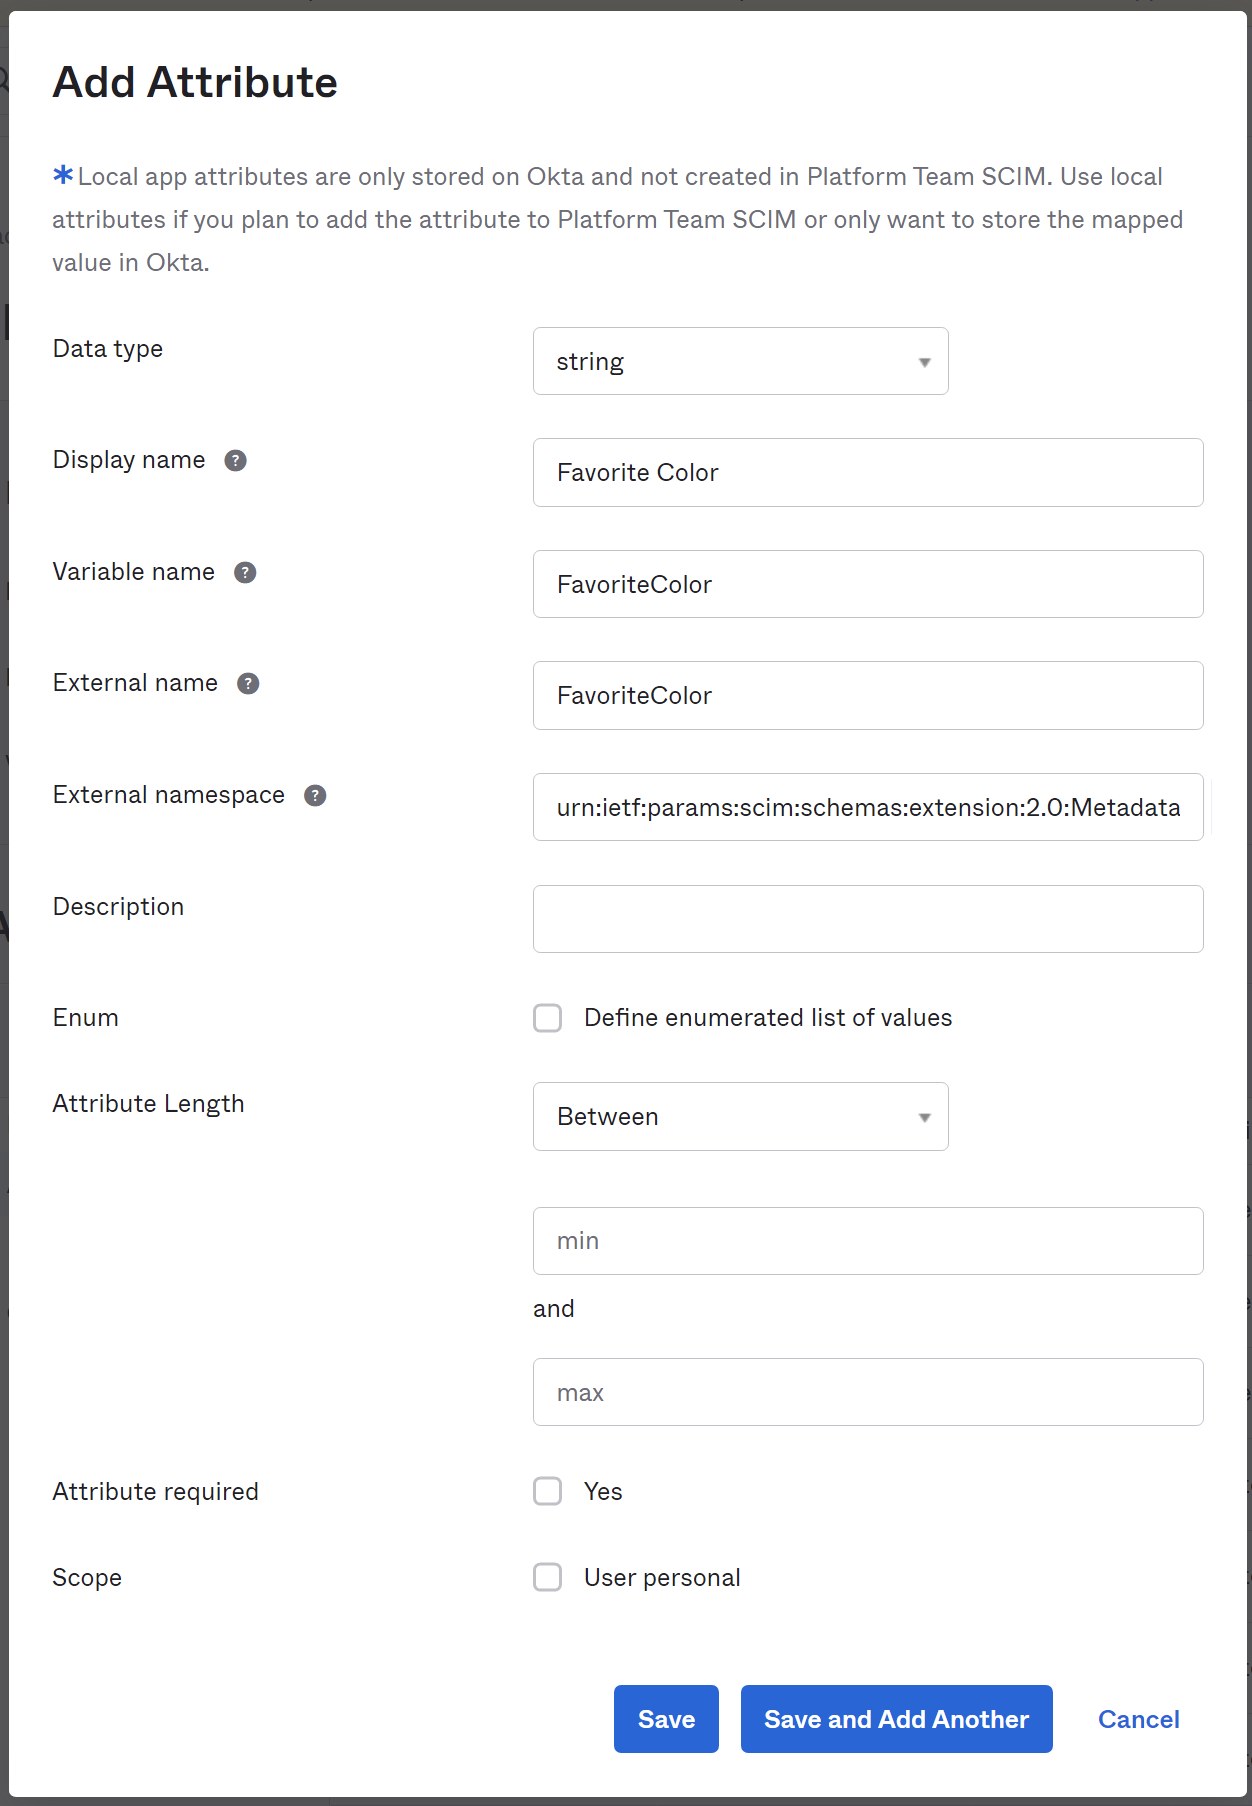 Add Attribute
*Local app attributes are only stored on Okta and not created in Platform Team SCIM. Use local
attributes if you plan to add the attribute to Platform Team SCIM or only want to store the mapped
value in Okta.
Data type
string
Display name ?
Favorite Color
Variable name ?
FavoriteColor
External name ?
FavoriteColor
External namespace ?
urn:ietf:params:scim:schemas:extension:2.0:Metadata
Description
Enum
Define enumerated list of values
Attribute Length
Between
min
and
max
Attribute required
Yes
Scope
User personal
Save
Save and Add Another
Cancel